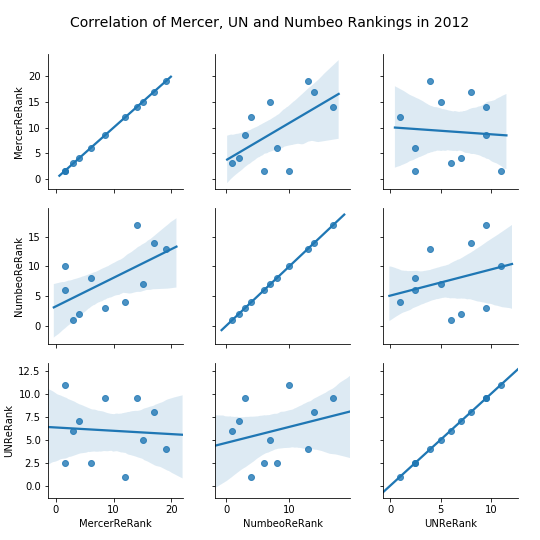 Correlation of Mercer, UN and Numbeo Rankings in 2012
MercerReRank
20
15
10
5
0
NumbeoReRank
15
10
5
0
UNReRank
12.5
10.0
7.5
5.0
2.5
0.0
0 10 20
0 10
0 5 10
MercerReRank
NumbeoReRank
UNReRank